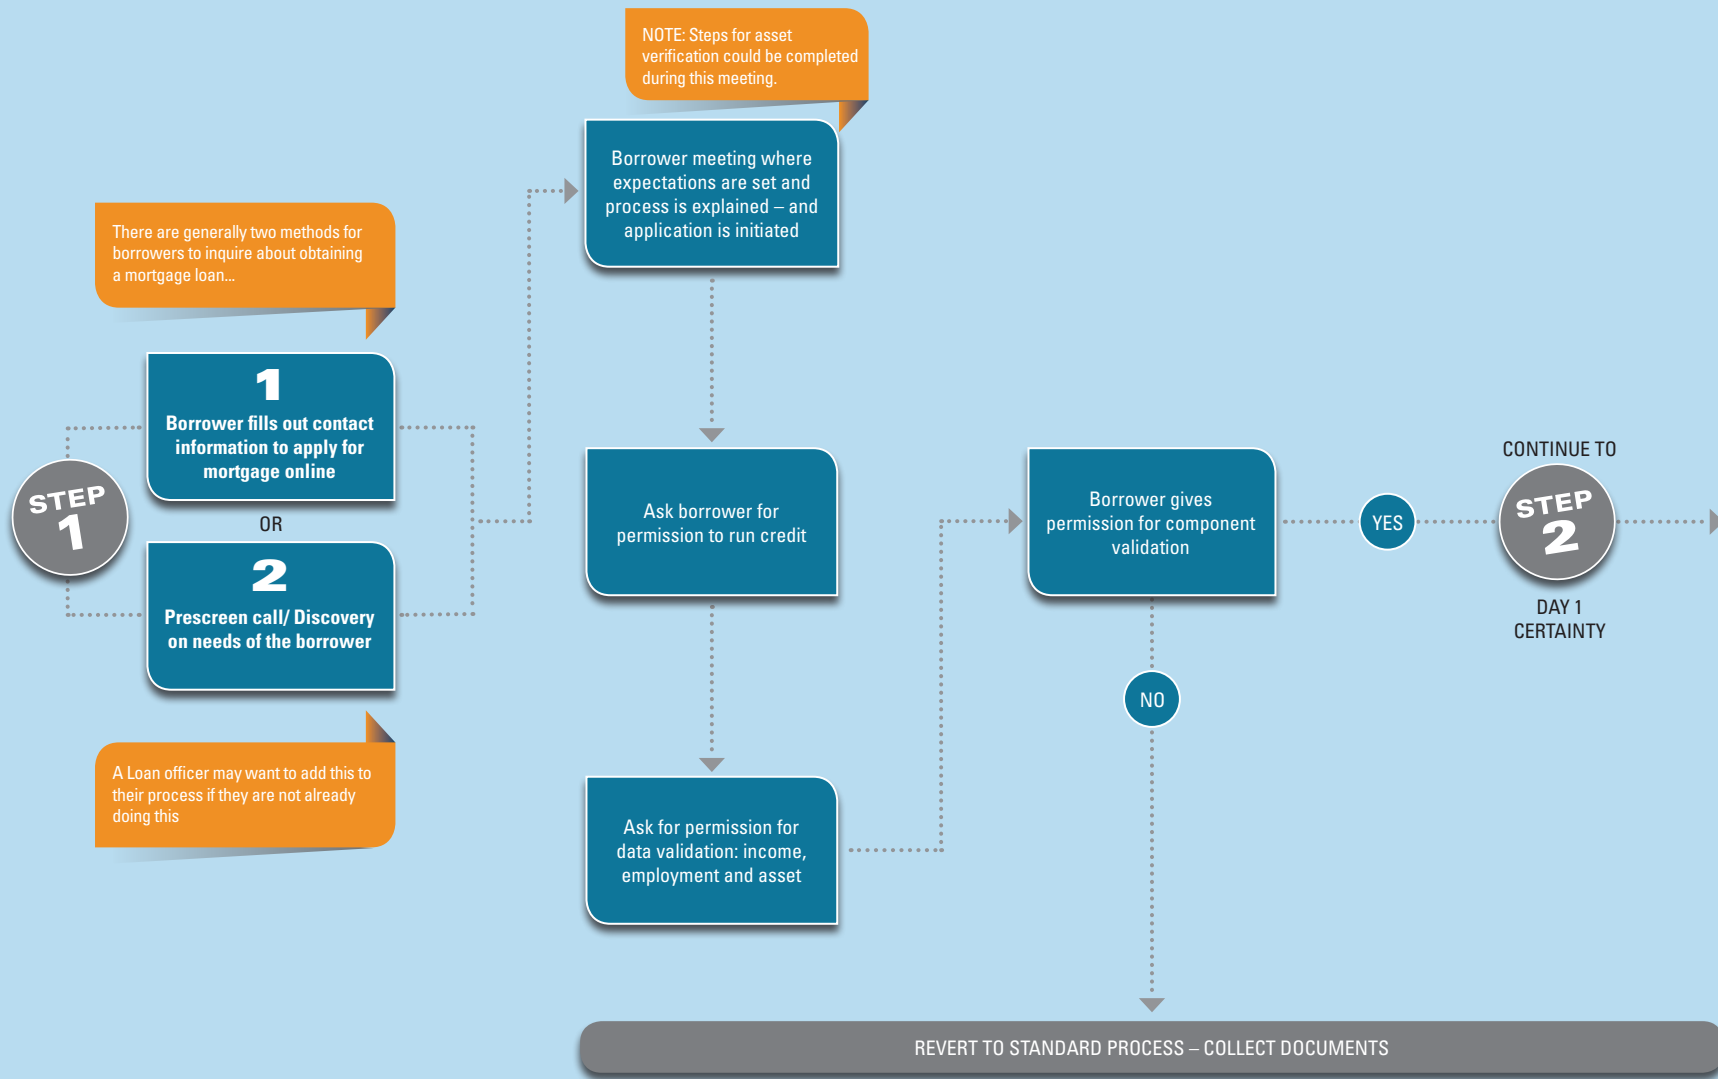 NOTE: Steps for asset
verification could be completed
during this meeting.
Borrower meeting where
expectations are set and
process is explained – and
application is initiated
There are generally two methods for
borrowers to inquire about obtaining
a mortgage loan...
STEP
1
1
Borrower fills out contact
information to apply for
mortgage online
OR
2
Prescreen call/ Discovery
on needs of the borrower
A Loan officer may want to add this to
their process if they are not already
doing this
Ask borrower for
permission to run credit
Ask for permission for
data validation: income,
employment and asset
Borrower gives
permission for component
validation
YES
NO
CONTINUE TO
STEP
2
DAY 1
CERTAINTY
REVERT TO STANDARD PROCESS – COLLECT DOCUMENTS